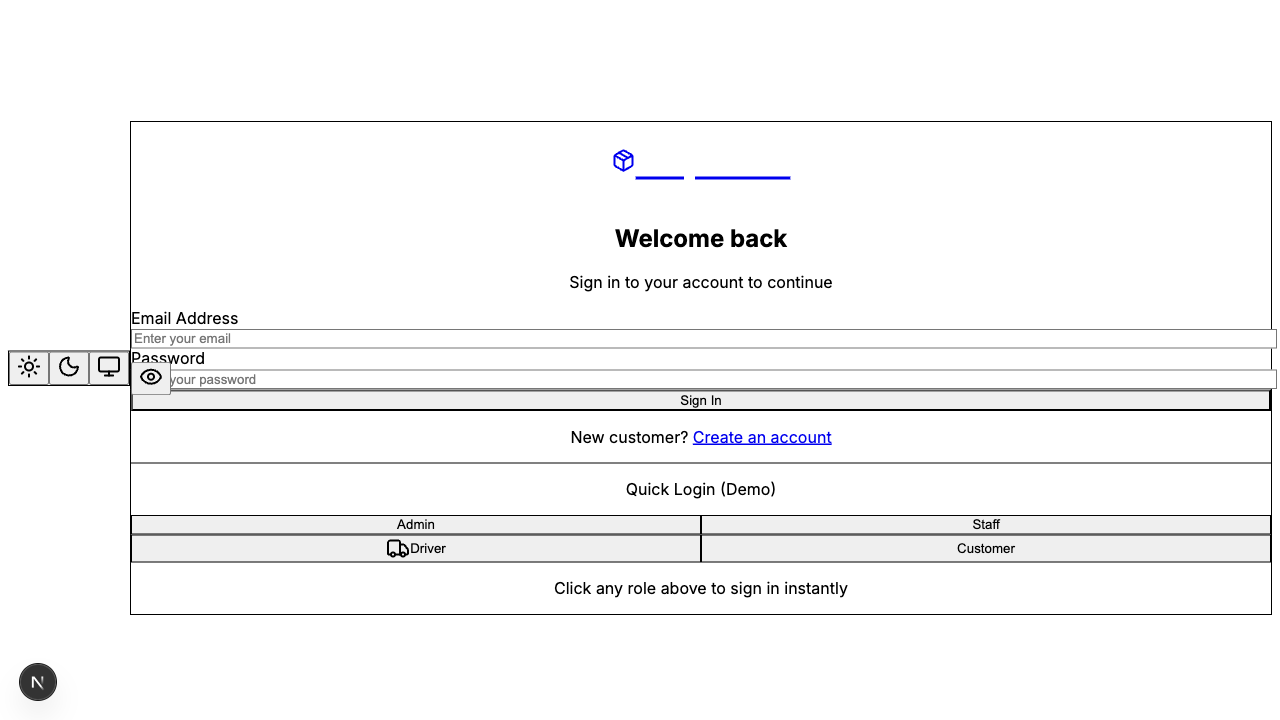 Welcome back
Sign in to your account to continue
Email Address
Enter your email
Password
your password
Sign In
New customer? Create an account
Quick Login (Demo)
Admin
Staff
Driver
Customer
Click any role above to sign in instantly
N